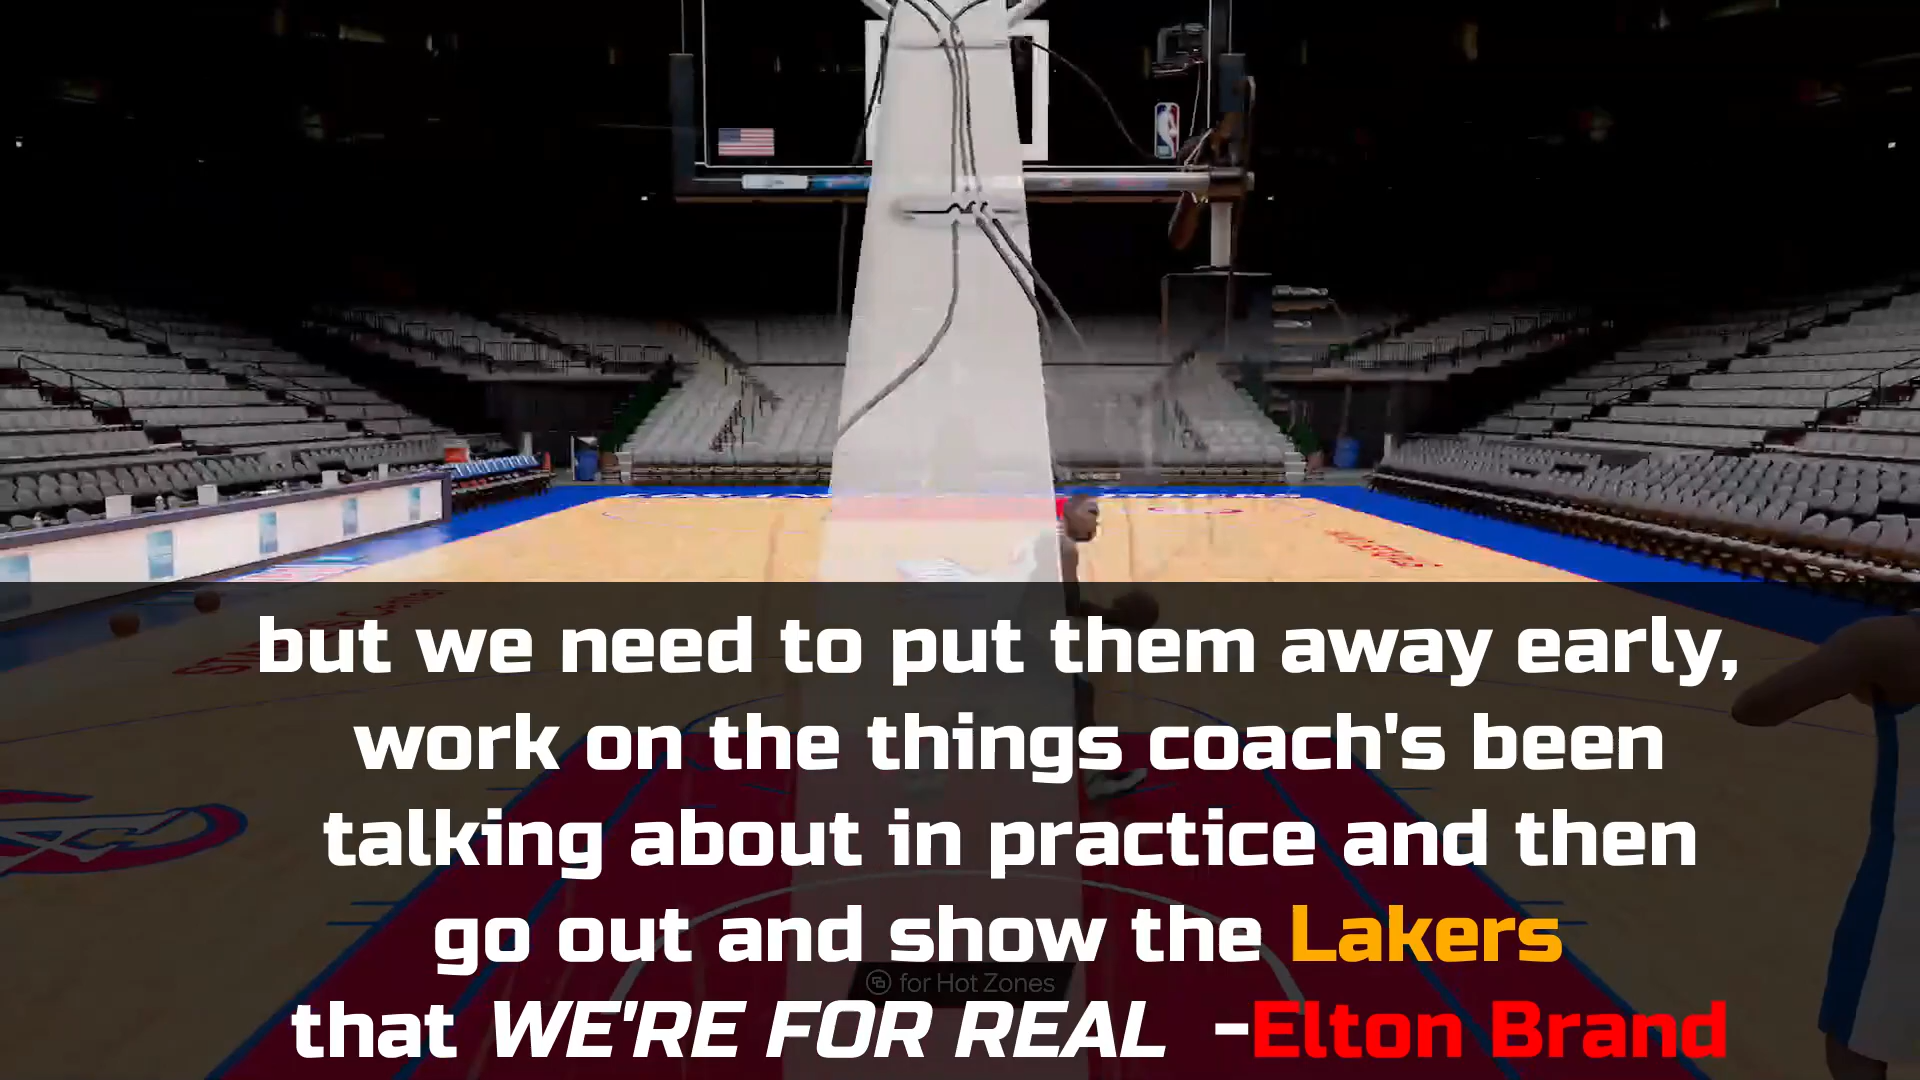 but we need to put them away early,
work on the things coach's been
talking about in practice and then
go out and show the Lakers
for Hot Zones
that WE'RE FOR REAL -Elton Brand